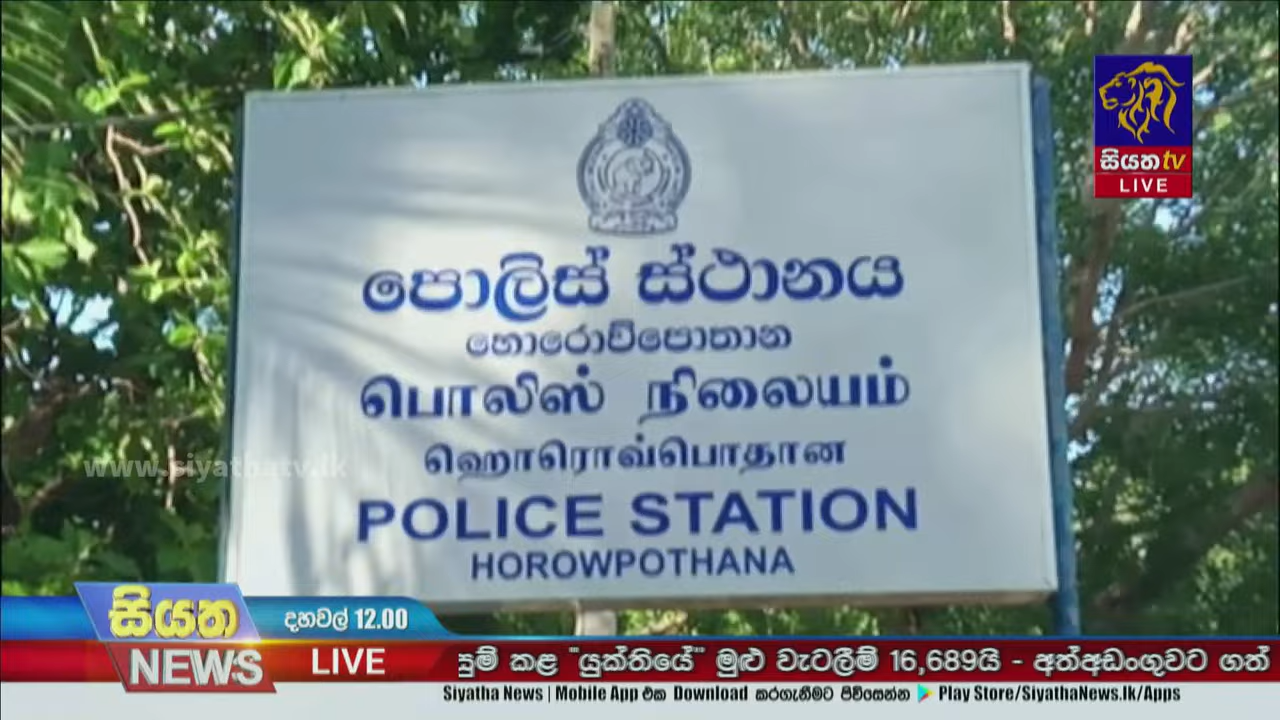 සියත tv
LIVE
පොලිස් ස්ථානය
හොරොව්පොතාන
பொலிஸ் நிலையம்
ஹொரொவ்பொதான
POLICE STATION
HOROWPOTHANA
www.siyathatv.lk
සියත
NEWS
දහවල් 12.00
LIVE
සුම් කළ "යුක්තියේ" මුළු වැටලීම් 16,689යි - අත්අඩංගුවට ගත්
Siyatha News | Mobile App එක Download කරගැනීමට පිවිසෙන්න Play Store/SiyathaNews.lk/Apps